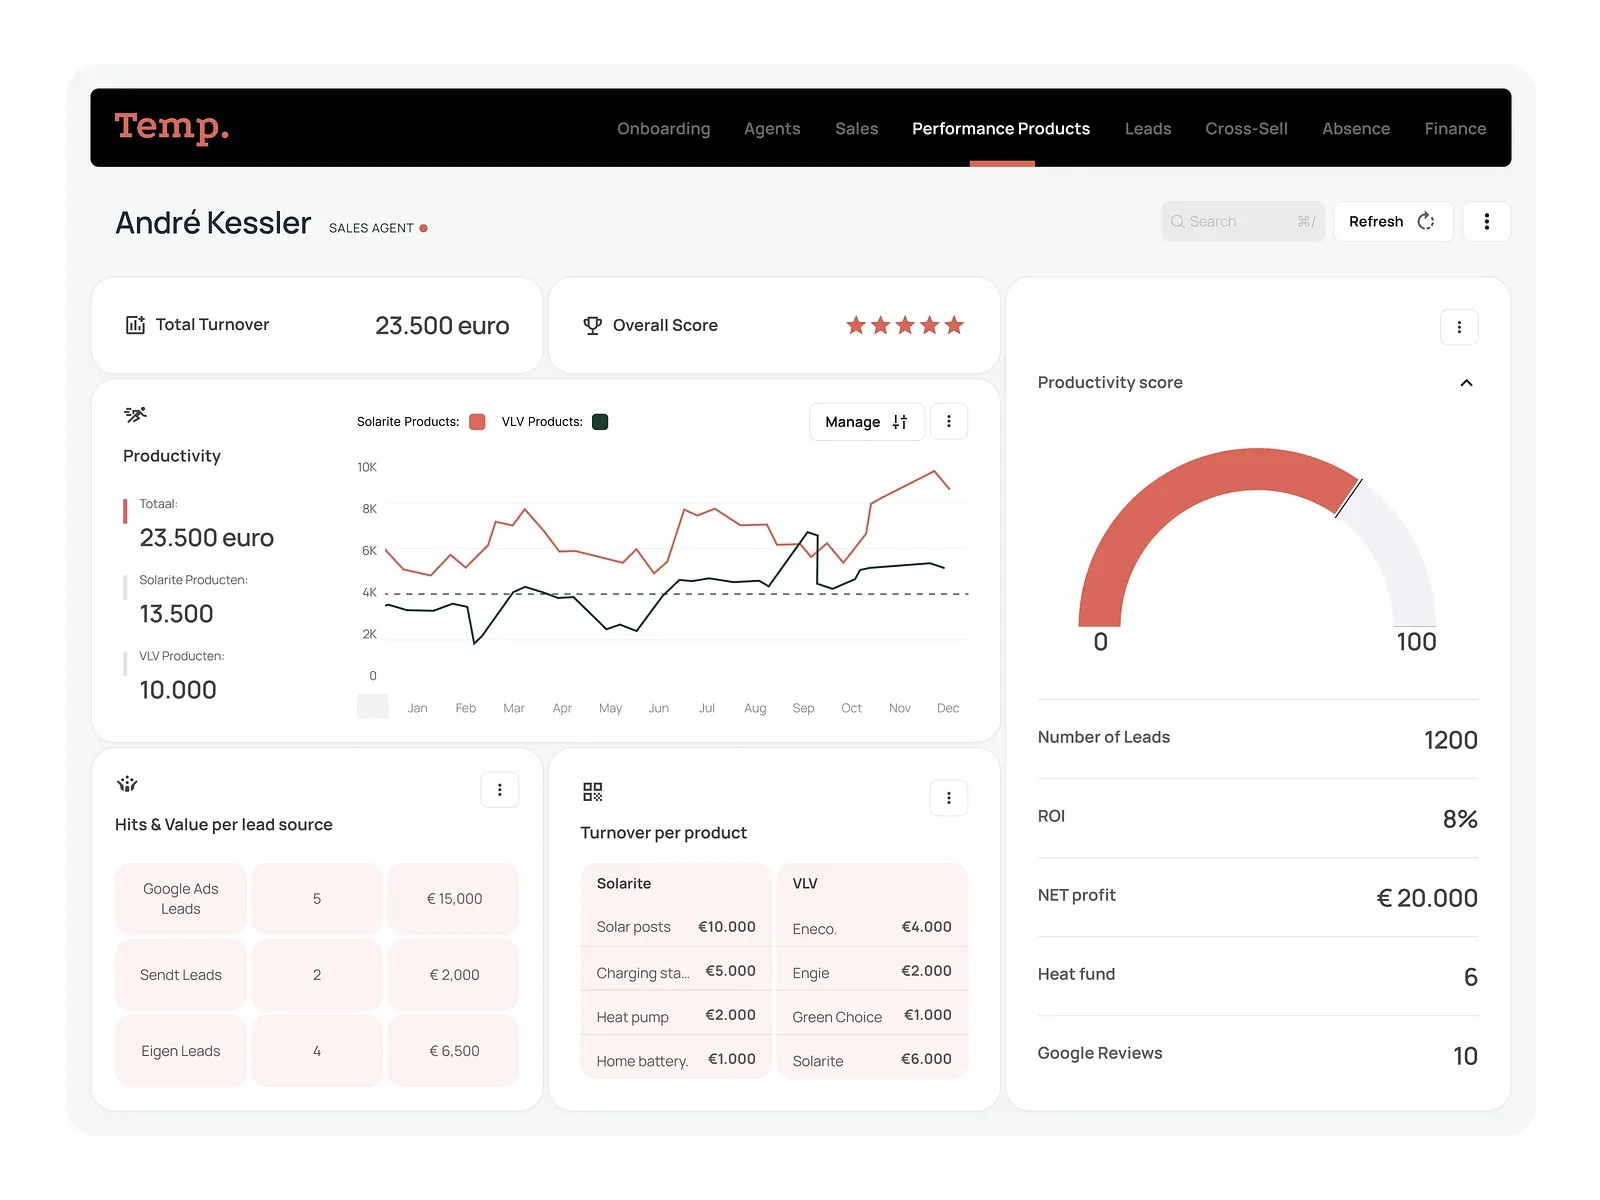 Temp.
Onboarding Agents Sales Performance Products Leads Cross-Sell Absence Finance
André Kessler SALES AGENT
Search ⌘/ Refresh
Total Turnover 23.500 euro
Overall Score
Productivity
Totaal:
23.500 euro
Solarite Producten:
13.500
VLV Producten:
10.000
Solarite Products: VLV Products:
Manage
10K
8K
6K
4K
2K
0
Jan Feb Mar Apr May Jun Jul Aug Sep Oct Nov Dec
Hits & Value per lead source
Google Ads
Leads
5 € 15,000
Sendt Leads 2 € 2,000
Eigen Leads 4 € 6,500
Turnover per product
Solarite
Solar posts €10.000
Charging sta... €5.000
Heat pump €2.000
Home battery. €1.000
VLV
Eneco. €4.000
Engie €2.000
Green Choice €1.000
Solarite €6.000
Productivity score
0 100
Number of Leads 1200
ROI 8%
NET profit € 20.000
Heat fund 6
Google Reviews 10